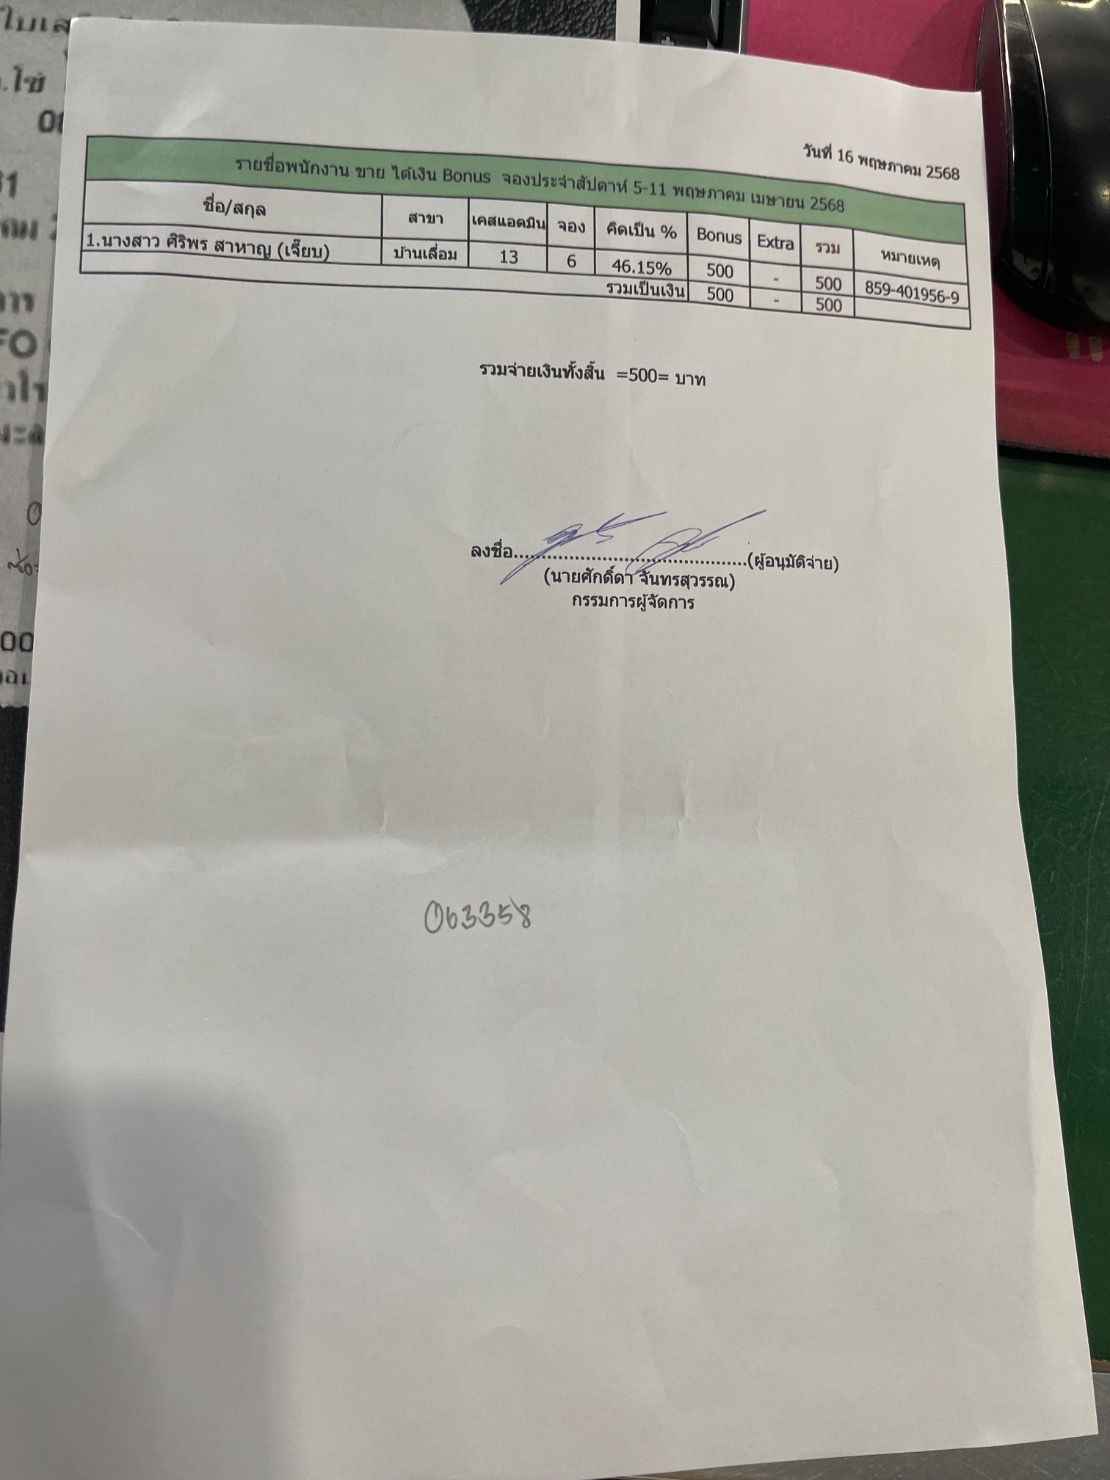 วันที่ 16 พฤษภาคม 2568
รายชื่อพนักงาน ขาย ได้เงิน Bonus จองประจำสัปดาห์ 5-11 พฤษภาคม เมษายน 2568
ชื่อ/สกุล สาขา เคสแอดมิน จอง คิดเป็น % Bonus Extra รวม หมายเหตุ
1.นางสาว ศิริพร สาหาญ (เจี๊ยบ) บ้านเลื่อม 13 6 46.15% 500 - 500 859-401956-9
รวมเป็นเงิน 500 - 500
รวมจ่ายเงินทั้งสิ้น =500= บาท
ลงชื่อ..........................................(ผู้อนุมัติจ่าย)
(นายศักดิ์ดา จันทรสุวรรณ)
กรรมการผู้จัดการ
063358